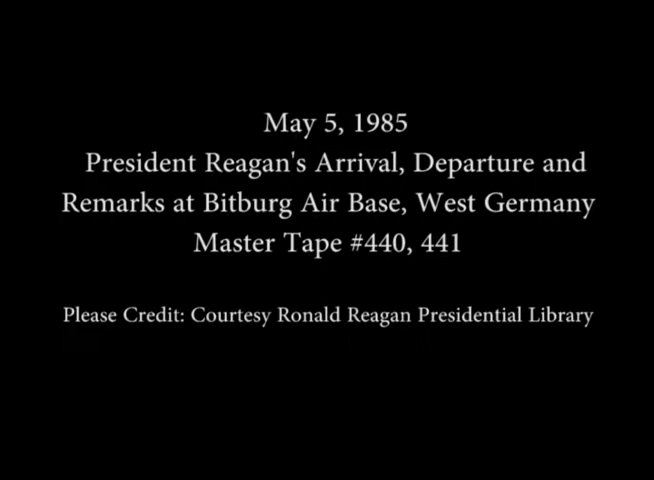 May 5, 1985
President Reagan's Arrival, Departure and
Remarks at Bitburg Air Base, West Germany
Master Tape #440, 441
Please Credit: Courtesy Ronald Reagan Presidential Library